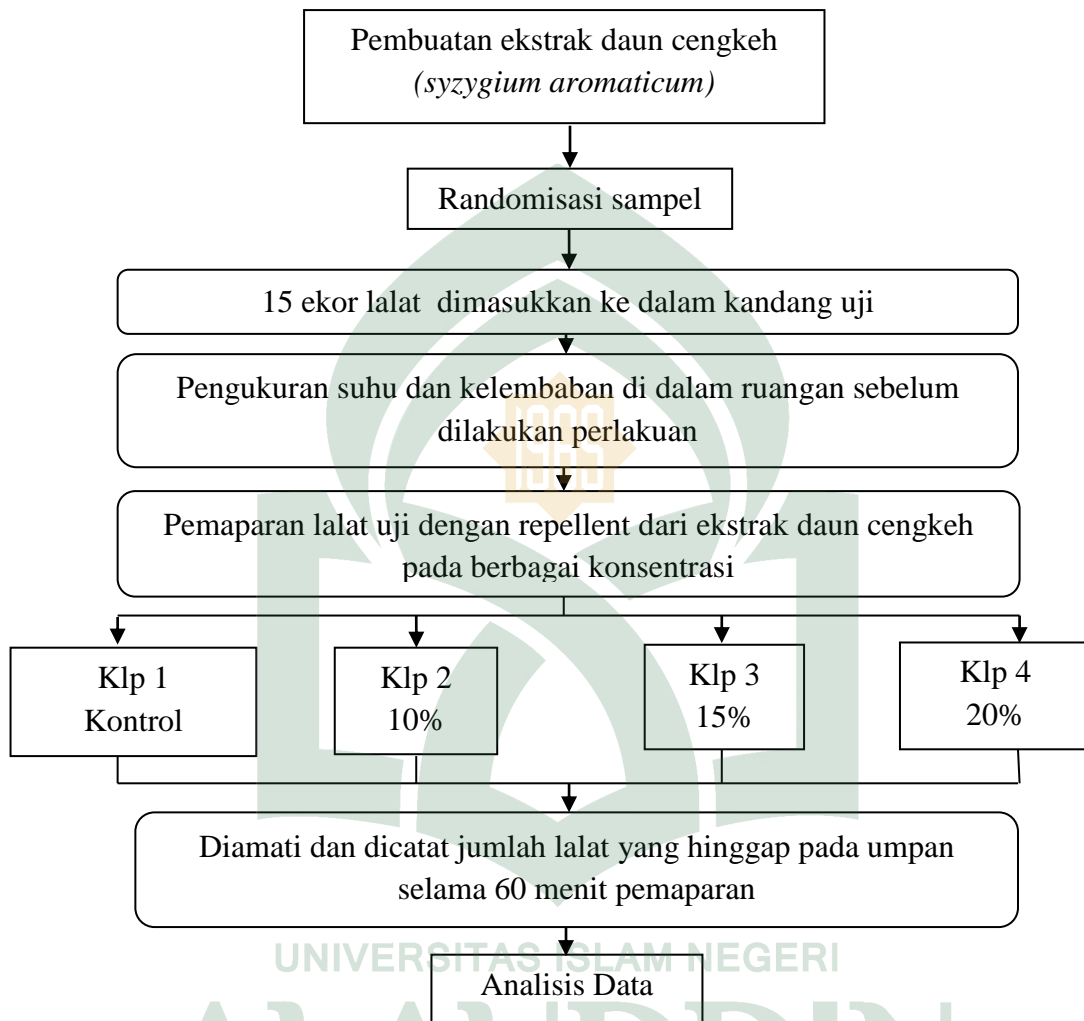 Pembuatan ekstrak daun cengkeh
(syzygium aromaticum)
Randomisasi sampel
15 ekor lalat dimasukkan ke dalam kandang uji
Pengukuran suhu dan kelembaban di dalam ruangan sebelum
dilakukan perlakuan
1965
Pemaparan lalat uji dengan repellent dari ekstrak daun cengkeh
pada berbagai konsentrasi
Klp 1
Kontrol
Klp 2
10%
Klp 3
15%
Klp 4
20%
Diamati dan dicatat jumlah lalat yang hinggap pada umpan
selama 60 menit pemaparan
UNIVERSITAS ISLAM NEGERI
Analisis Data
ALAUDDIN